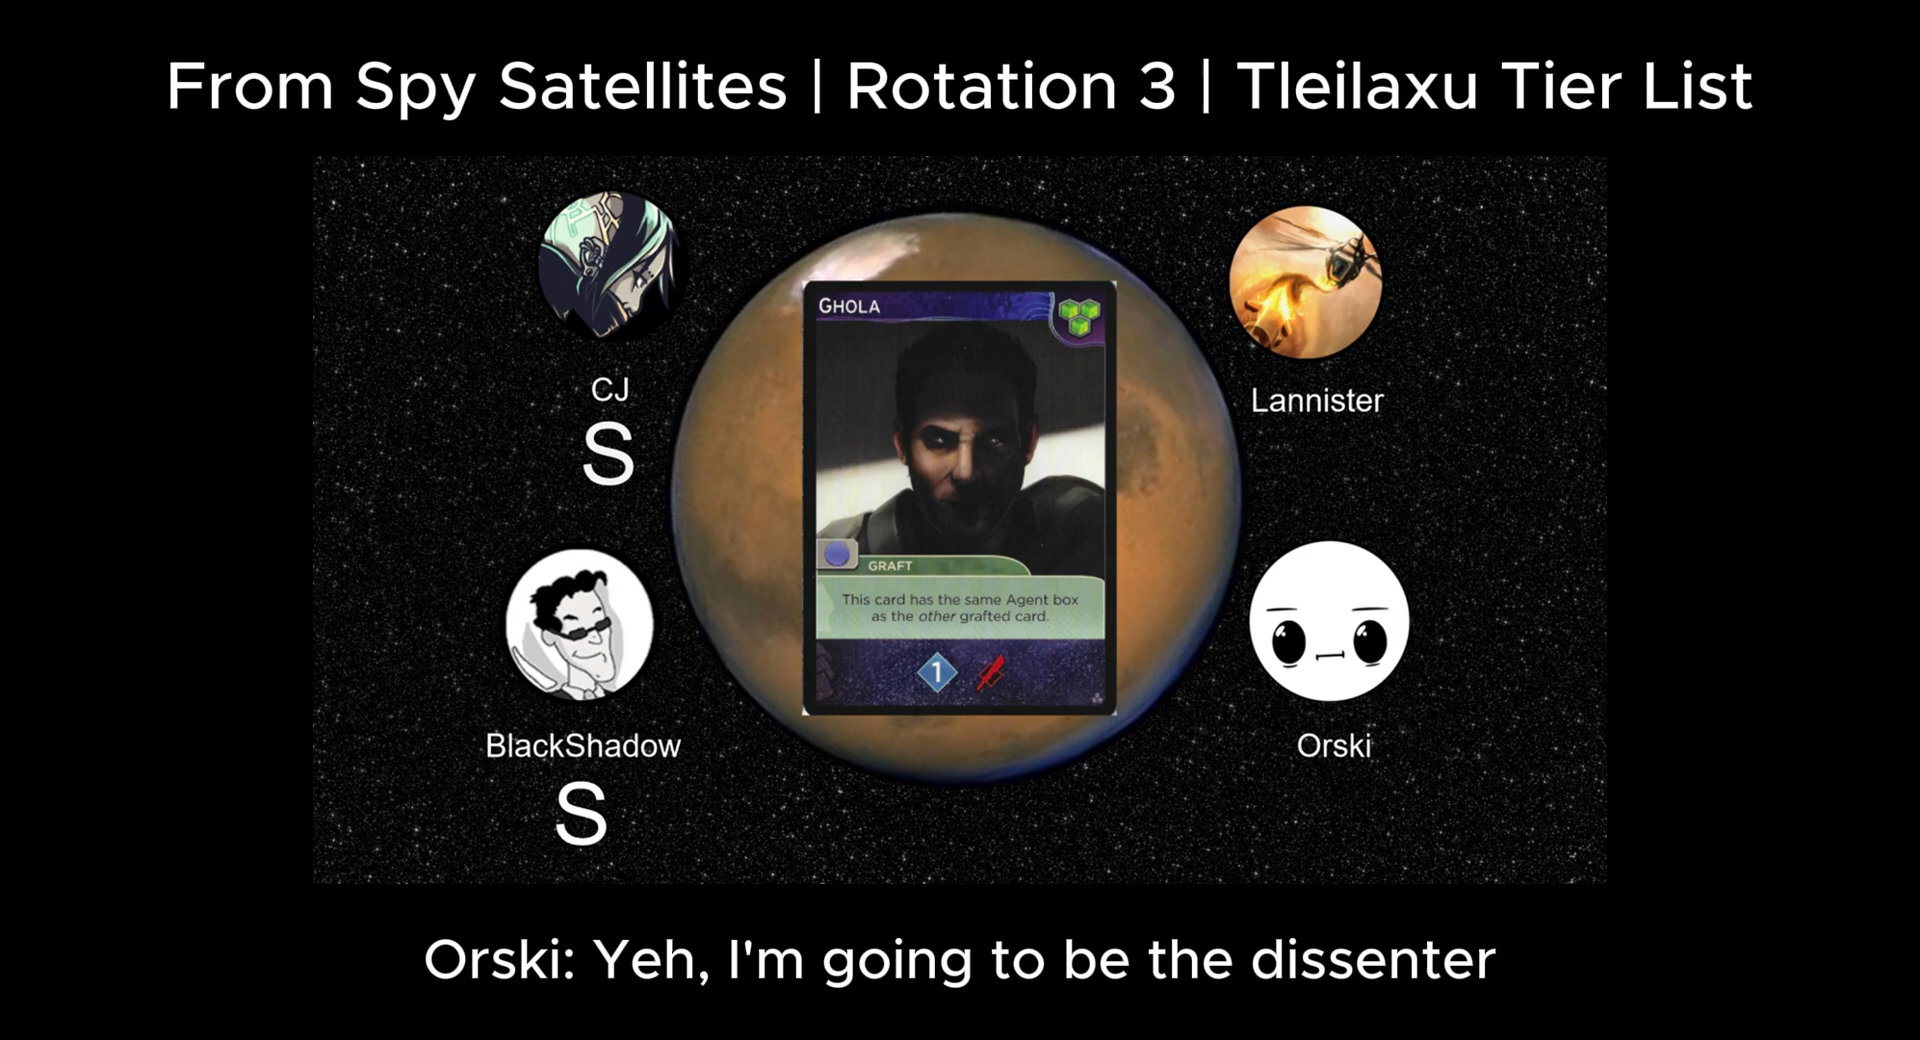 From Spy Satellites | Rotation 3 | Tleilaxu Tier List
CJ
S
Lannister
GHOLA
GRAFT
This card has the same Agent box
as the other grafted card.
1
BlackShadow
S
Orski
Orski: Yeh, I'm going to be the dissenter